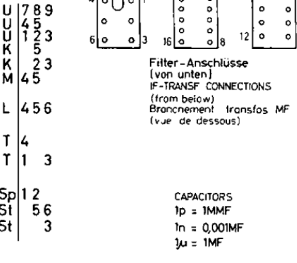 U 7 8 9
U 4 5
U 1 2 3
K 5
K 2 3
M 4 5
L 4 5 6
T 4
T 1 3
Sp 1 2
St 5 6
St 3
4
6 3
16 8
12
Filter-Anschlüsse
(von unten)
IF-TRANSF CONNECTIONS
(from below)
Brancnement transfos MF
(vue de dessous)
CAPACITORS
1p = 1MMF
1n = 0,001MF
1µ = 1MF